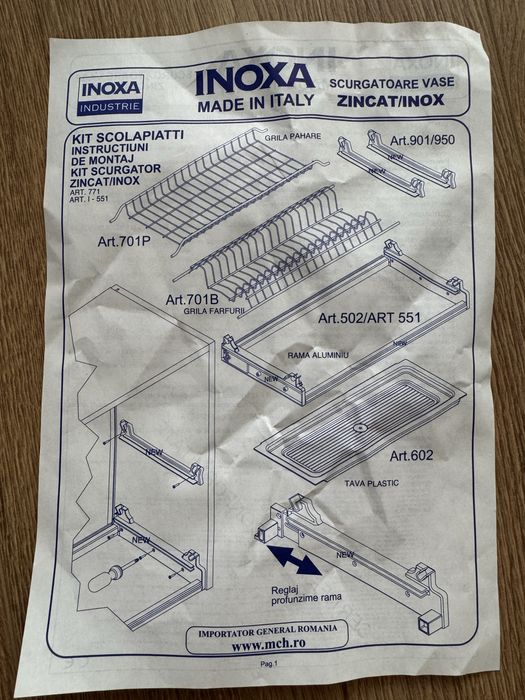 INOXA
INDUSTRIE
INOXA
MADE IN ITALY
SCURGATOARE VASE
ZINCAT/INOX
KIT SCOLAPIATTI
INSTRUCTIUNI
DE MONTAJ
KIT SCURGATOR
ZINCAT/INOX
ART. 771
ART. I - 551
GRILA PAHARE
Art.901/950
NEW
NEW
Art.701P
Art.701B
GRILA FARFURII
Art.502/ART 551
RAMA ALUMINIU
NEW
NEW
Art.602
TAVA PLASTIC
NEW
NEW
NEW
Reglaj
profunzime rama
IMPORTATOR GENERAL ROMANIA
www.mch.ro
Pag.1